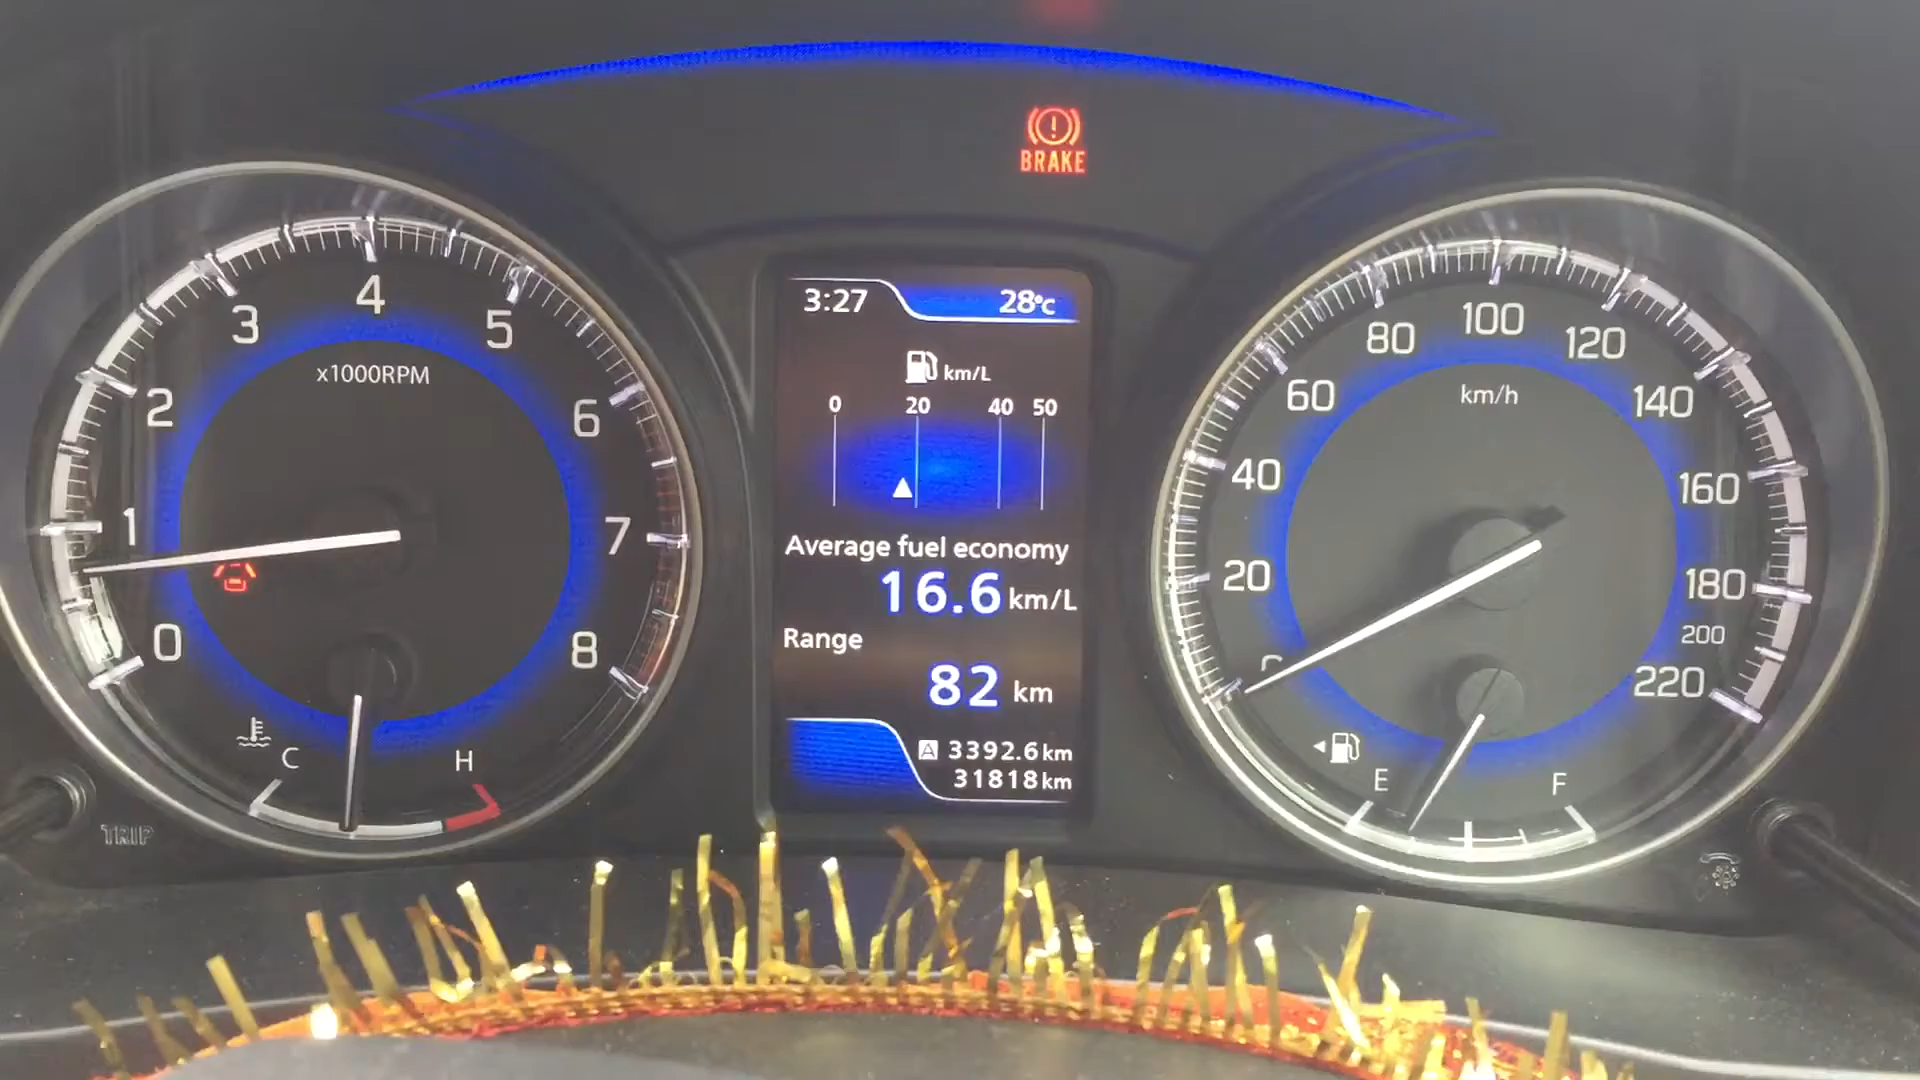 BRAKE
0
1
2
3
4
5
6
7
8
x1000RPM
C
H
TRIP
3:27 28°C
km/L
0 20 40 50
Average fuel economy
16.6 km/L
Range
82 km
A 3392.6 km
31818 km
20
40
60
80
100
120
140
160
180
200
220
km/h
E
F